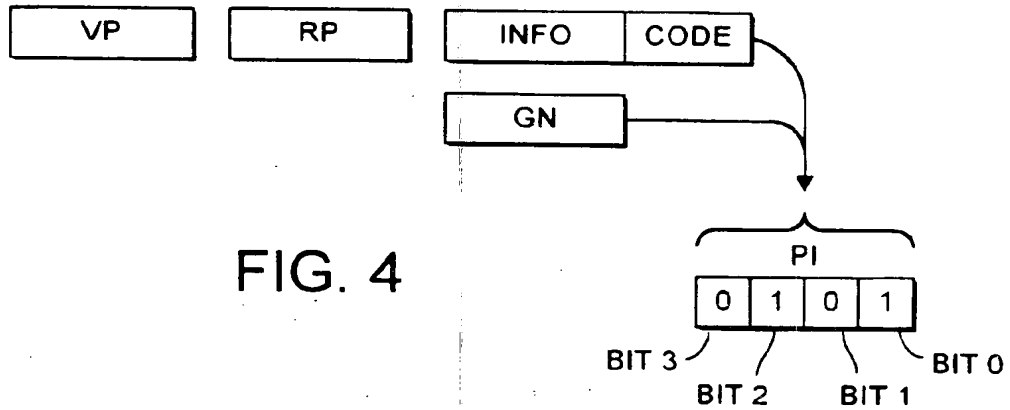 VP RP INFO CODE
GN
FIG. 4
PI
0 1 0 1
BIT 3 BIT 2 BIT 1 BIT 0